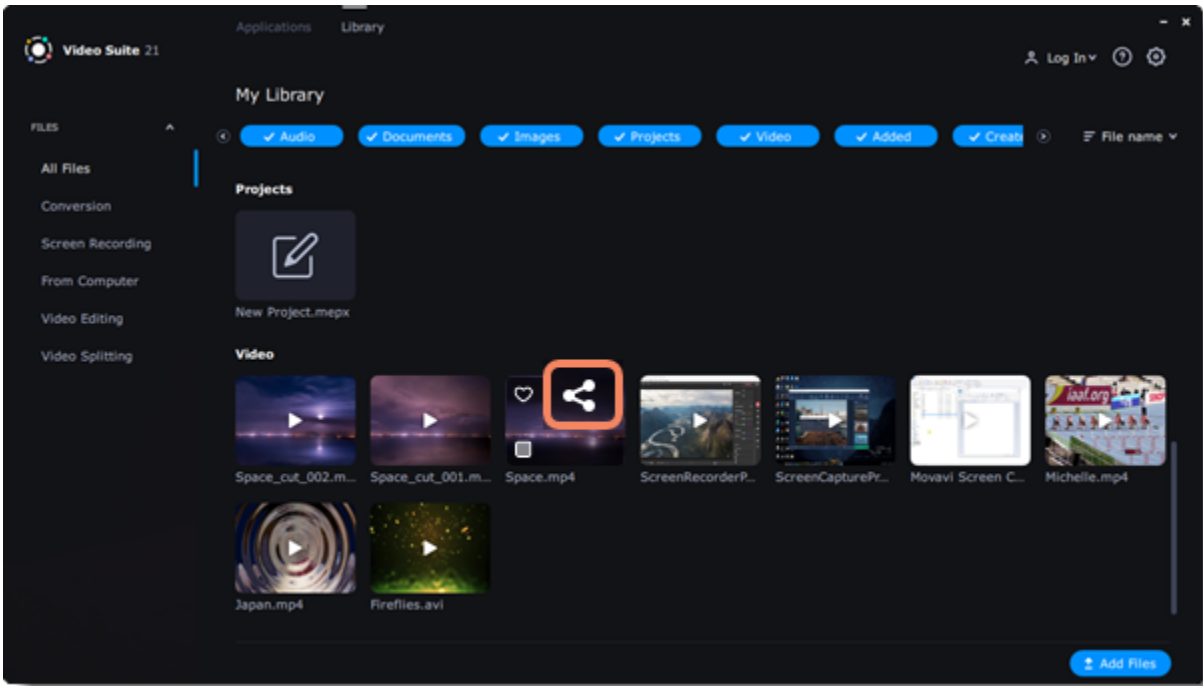 Applications Library
Video Suite 21
Log In
My Library
FILES
Audio Documents Images Projects Video Added Create File name
All Files
Conversion
Screen Recording
From Computer
Video Editing
Video Splitting
Projects
New Project.mepx
Video
Space_cut_002.m... Space_cut_001.m... Space.mp4 ScreenRecorderP... ScreenCapturePr... Movavi Screen C... Michelle.mp4
iaaf.org
Japan.mp4 Fireflies.avi
Add Files